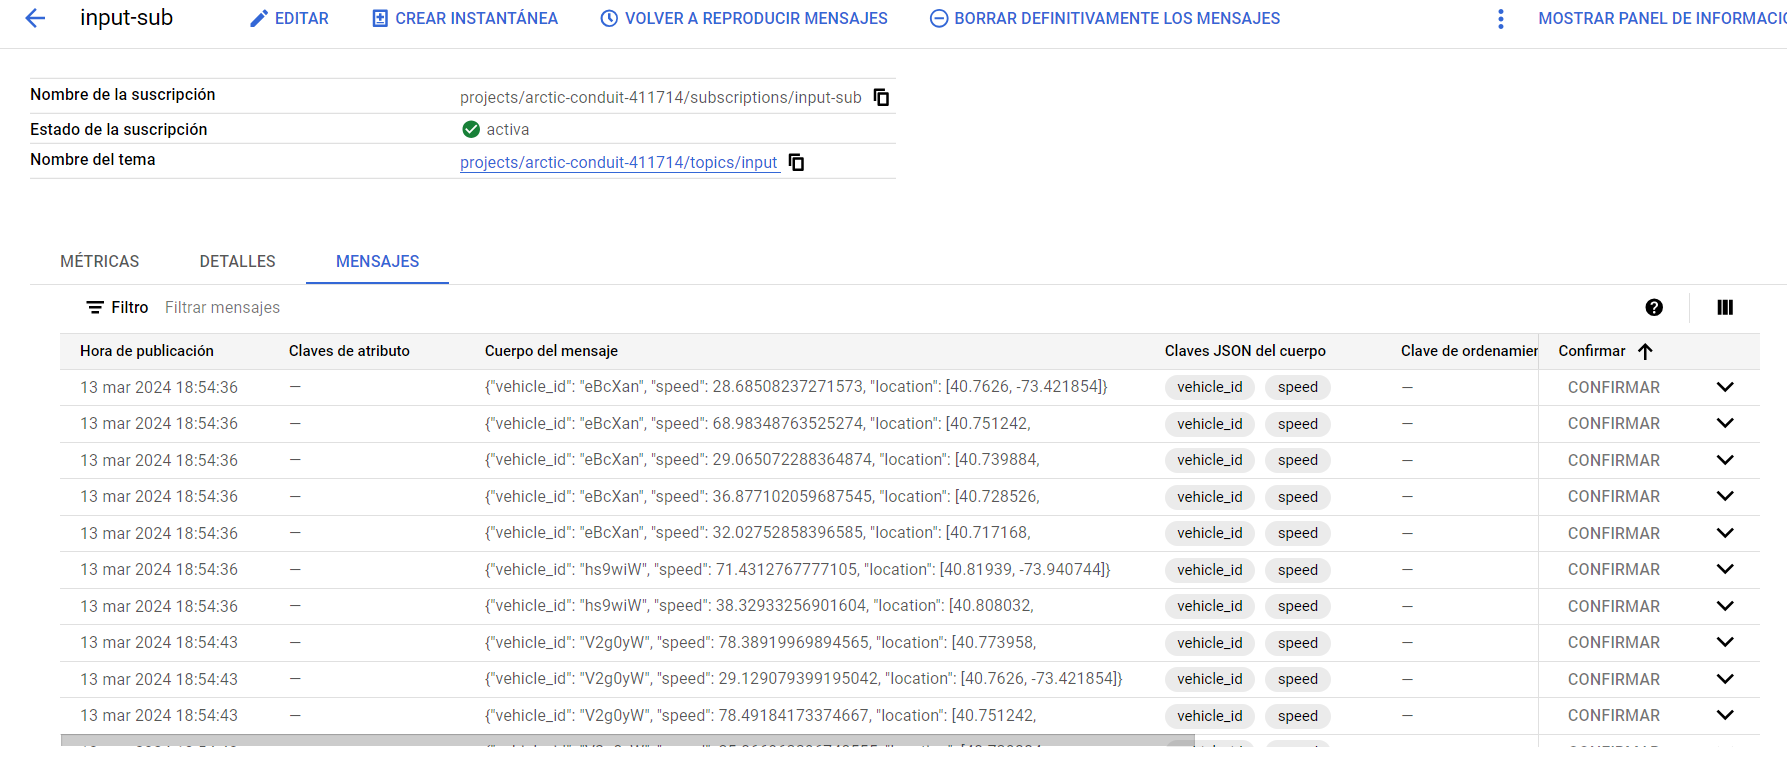 input-sub EDITAR CREAR INSTANTÁNEA VOLVER A REPRODUCIR MENSAJES BORRAR DEFINITIVAMENTE LOS MENSAJES MOSTRAR PANEL DE INFORMACIO
Nombre de la suscripción projects/arctic-conduit-411714/subscriptions/input-sub
Estado de la suscripción activa
Nombre del tema projects/arctic-conduit-411714/topics/input
MÉTRICAS DETALLES MENSAJES
Filtro Filtrar mensajes
Hora de publicación Claves de atributo Cuerpo del mensaje Claves JSON del cuerpo Clave de ordenamier Confirmar
13 mar 2024 18:54:36 — {"vehicle_id": "eBcXan", "speed": 28.68508237271573, "location": [40.7626, -73.421854]} vehicle_id speed — CONFIRMAR
13 mar 2024 18:54:36 — {"vehicle_id": "eBcXan", "speed": 68.98348763525274, "location": [40.751242, vehicle_id speed — CONFIRMAR
13 mar 2024 18:54:36 — {"vehicle_id": "eBcXan", "speed": 29.065072288364874, "location": [40.739884, vehicle_id speed — CONFIRMAR
13 mar 2024 18:54:36 — {"vehicle_id": "eBcXan", "speed": 36.877102059687545, "location": [40.728526, vehicle_id speed — CONFIRMAR
13 mar 2024 18:54:36 — {"vehicle_id": "eBcXan", "speed": 32.02752858396585, "location": [40.717168, vehicle_id speed — CONFIRMAR
13 mar 2024 18:54:36 — {"vehicle_id": "hs9wiW", "speed": 71.4312767777105, "location": [40.81939, -73.940744]} vehicle_id speed — CONFIRMAR
13 mar 2024 18:54:36 — {"vehicle_id": "hs9wiW", "speed": 38.32933256901604, "location": [40.808032, vehicle_id speed — CONFIRMAR
13 mar 2024 18:54:43 — {"vehicle_id": "V2g0yW", "speed": 78.38919969894565, "location": [40.773958, vehicle_id speed — CONFIRMAR
13 mar 2024 18:54:43 — {"vehicle_id": "V2g0yW", "speed": 29.129079399195042, "location": [40.7626, -73.421854]} vehicle_id speed — CONFIRMAR
13 mar 2024 18:54:43 — {"vehicle_id": "V2g0yW", "speed": 78.49184173374667, "location": [40.751242, vehicle_id speed — CONFIRMAR